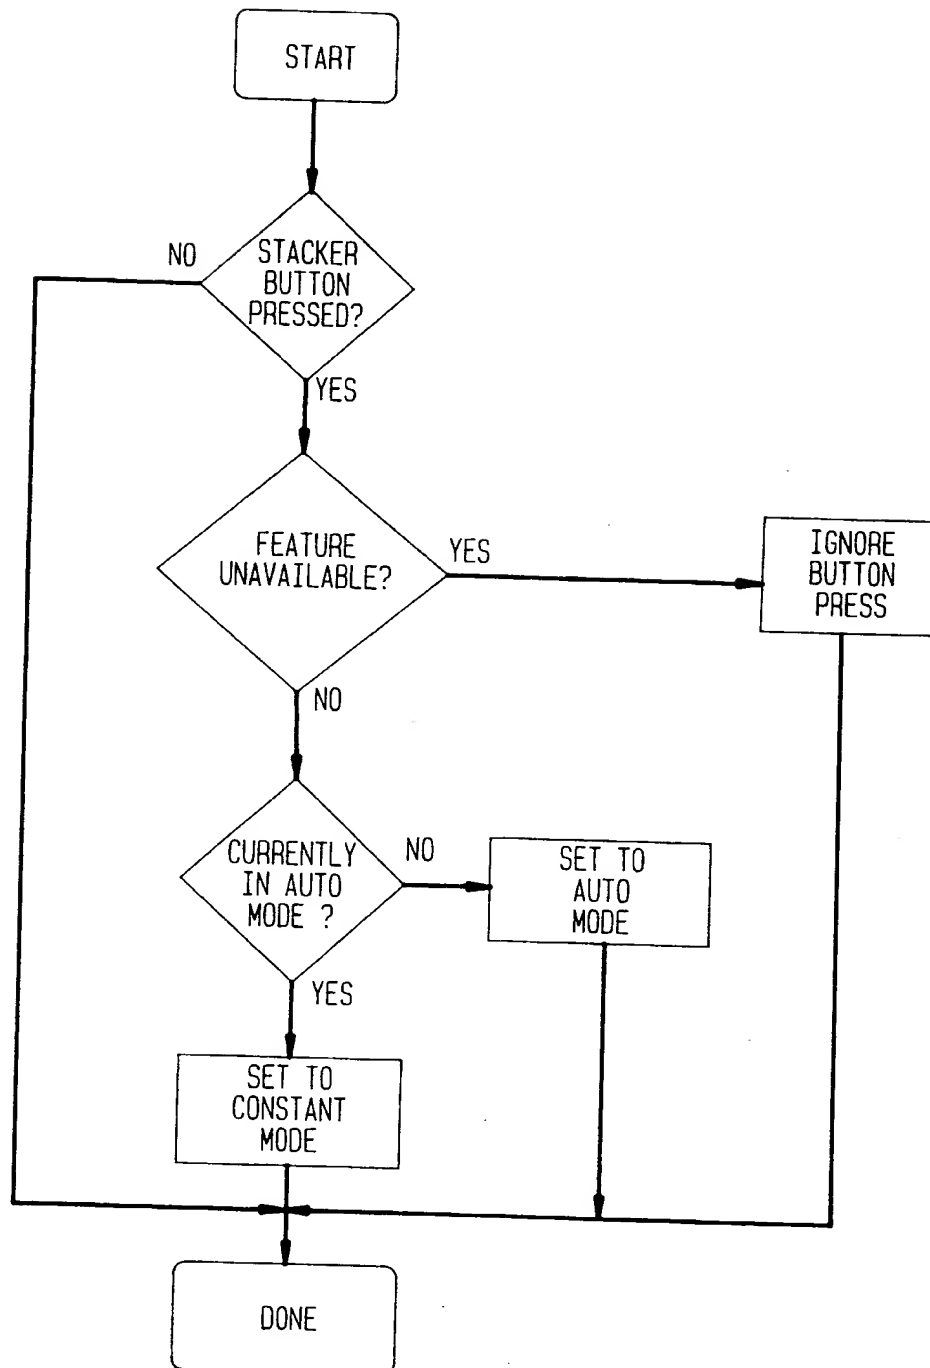 START
NO
STACKER
BUTTON
PRESSED?
YES
FEATURE
UNAVAILABLE?
YES
IGNORE
BUTTON
PRESS
NO
CURRENTLY
IN AUTO
MODE ?
NO
SET TO
AUTO
MODE
YES
SET TO
CONSTANT
MODE
DONE